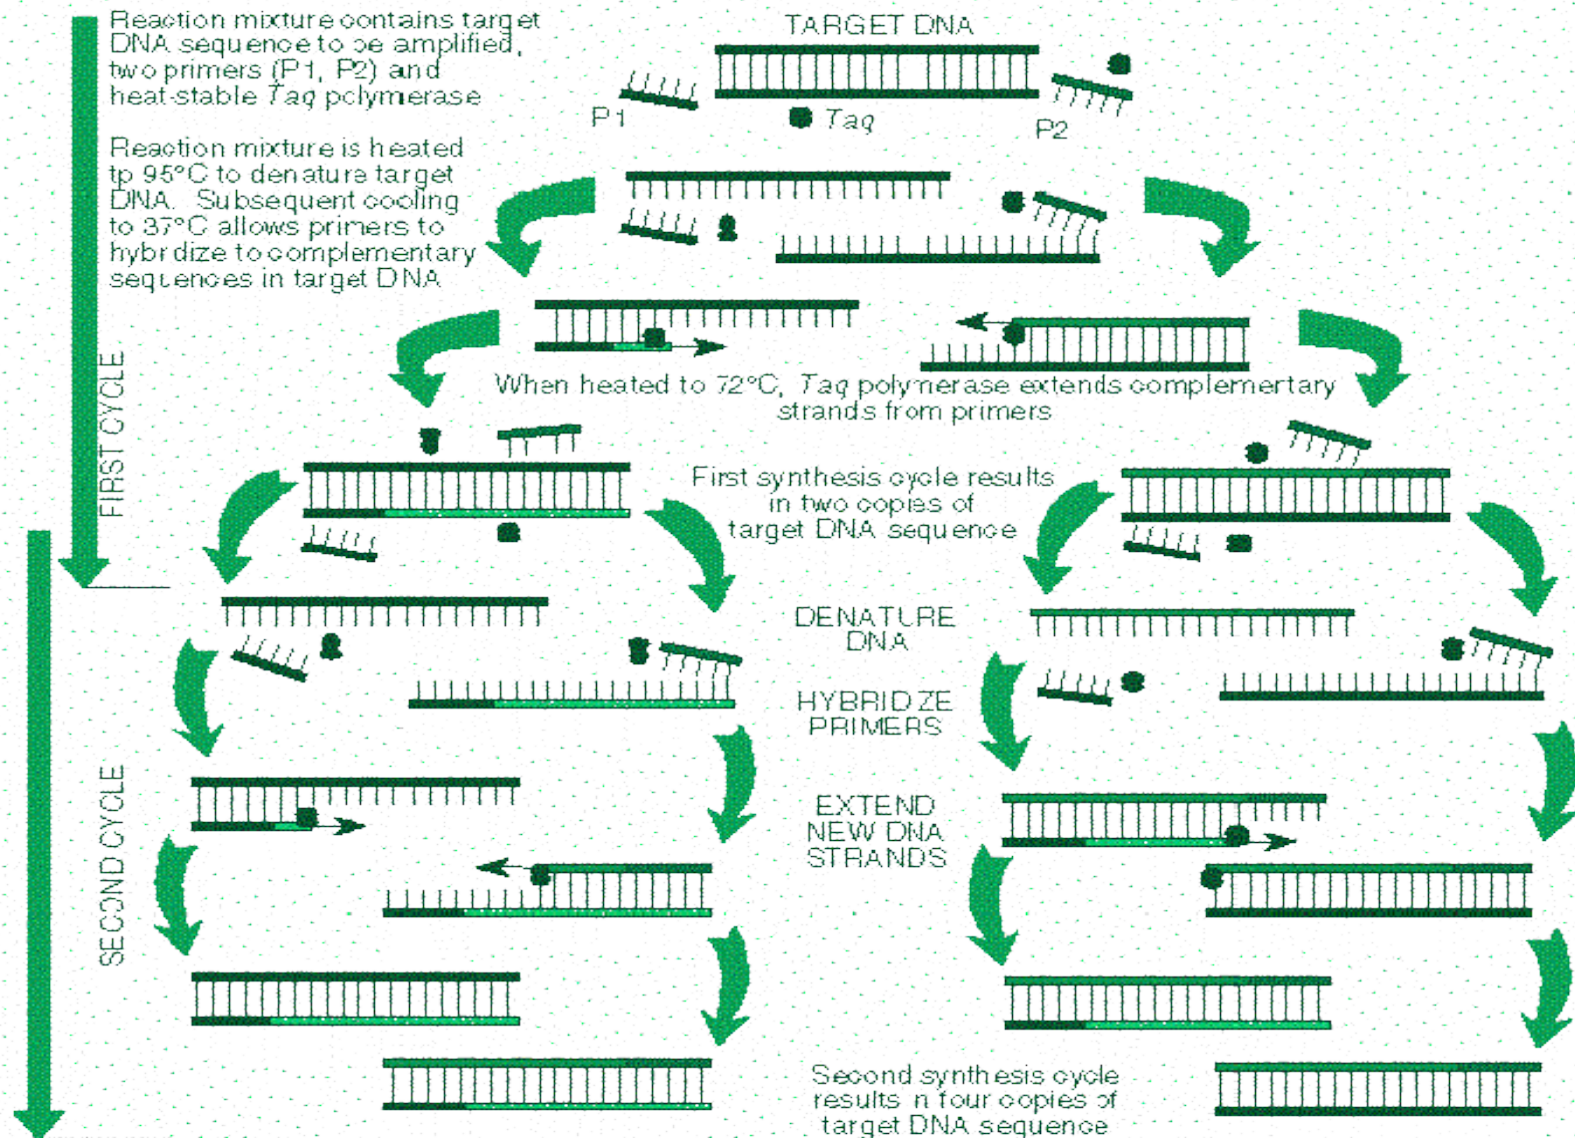 Reaction mixture contains target
DNA sequence to be amplified,
two primers (P1, P2) and
heat-stable Taq polymerase
TARGET DNA
P1
Taq
P2
Reaction mixture is heated
tp 95°C to denature target
DNA. Subsequent cooling
to 37°C allows primers to
hybridize to complementary
sequences in target DNA
When heated to 72°C, Taq polymerase extends complementary
strands from primers
FIRST CYCLE
First synthesis cycle results
in two copies of
target DNA sequence
DENATURE
DNA
HYBRIDZE
PRIMERS
SECOND CYCLE
EXTEND
NEW DNA
STRANDS
Second synthesis cycle
results in four copies of
target DNA sequence